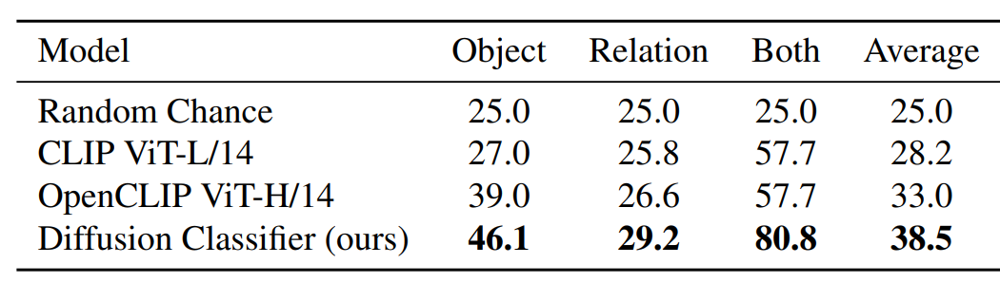 Model Object Relation Both Average
Random Chance 25.0 25.0 25.0 25.0
CLIP ViT-L/14 27.0 25.8 57.7 28.2
OpenCLIP ViT-H/14 39.0 26.6 57.7 33.0
Diffusion Classifier (ours) 46.1 29.2 80.8 38.5